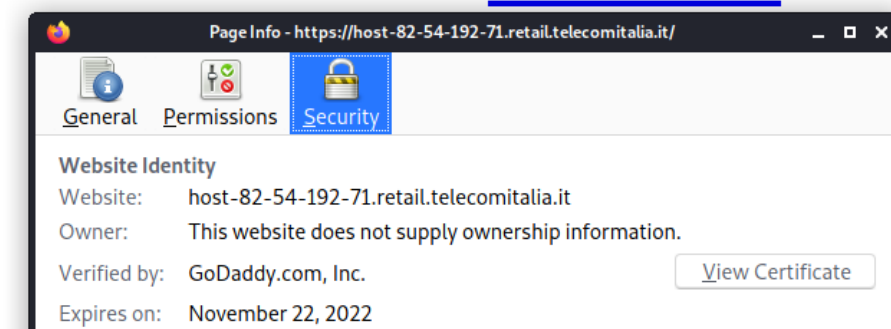 Page Info - https://host-82-54-192-71.retail.telecomitalia.it/
General Permissions Security
Website Identity
Website: host-82-54-192-71.retail.telecomitalia.it
Owner: This website does not supply ownership information.
Verified by: GoDaddy.com, Inc. View Certificate
Expires on: November 22, 2022